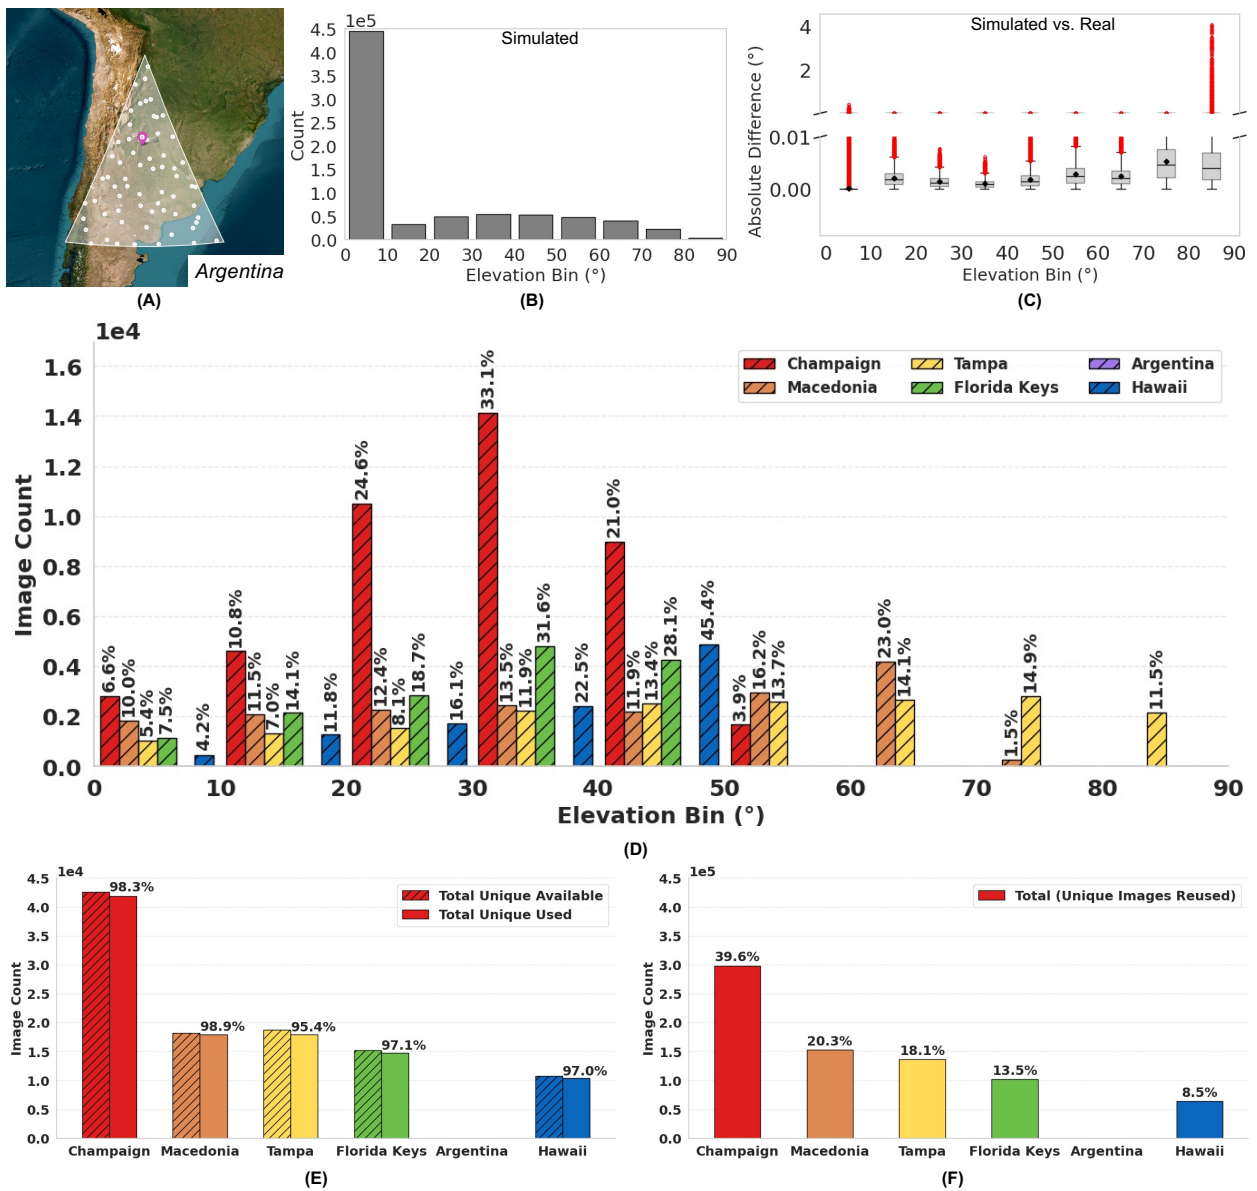 Argentina
(A)
1e5
Simulated
Count
4.5
4.0
3.5
3.0
2.5
2.0
1.5
1.0
0.5
0.0
10 20 30 40 50 60 70 80 90
Elevation Bin (°)
(B)
Simulated vs. Real
Absolute Difference (°)
4
2
0.01
0.00
0 10 20 30 40 50 60 70 80 90
Elevation Bin (°)
(C)
1e4
Image Count
1.6
1.4
1.2
1.0
0.8
0.6
0.4
0.2
0.0
Champaign Tampa Argentina
Macedonia Florida Keys Hawaii
6.6% 10.0% 5.4% 7.5% 4.2%
10.8% 11.5% 7.0% 14.1% 11.8%
24.6% 12.4% 8.1% 18.7% 16.1%
33.1% 13.5% 11.9% 31.6% 22.5%
21.0% 11.9% 13.4% 28.1% 45.4%
3.9% 16.2% 13.7%
23.0% 14.1%
1.5% 14.9%
11.5%
0 10 20 30 40 50 60 70 80 90
Elevation Bin (°)
(D)
1e4
Image Count
4.5
4.0
3.5
3.0
2.5
2.0
1.5
1.0
0.5
0.0
Total Unique Available
Total Unique Used
98.3% 98.9% 95.4% 97.1% 97.0%
Champaign Macedonia Tampa Florida Keys Argentina Hawaii
(E)
1e5
Image Count
4.5
4.0
3.5
3.0
2.5
2.0
1.5
1.0
0.5
0.0
Total (Unique Images Reused)
39.6% 20.3% 18.1% 13.5% 8.5%
Champaign Macedonia Tampa Florida Keys Argentina Hawaii
(F)